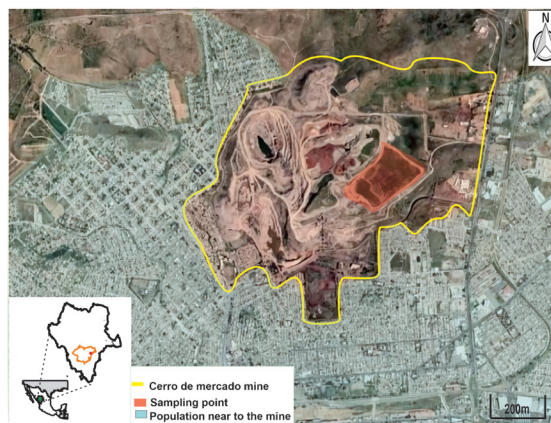 N
Cerro de mercado mine
Sampling point
Population near to the mine
200m